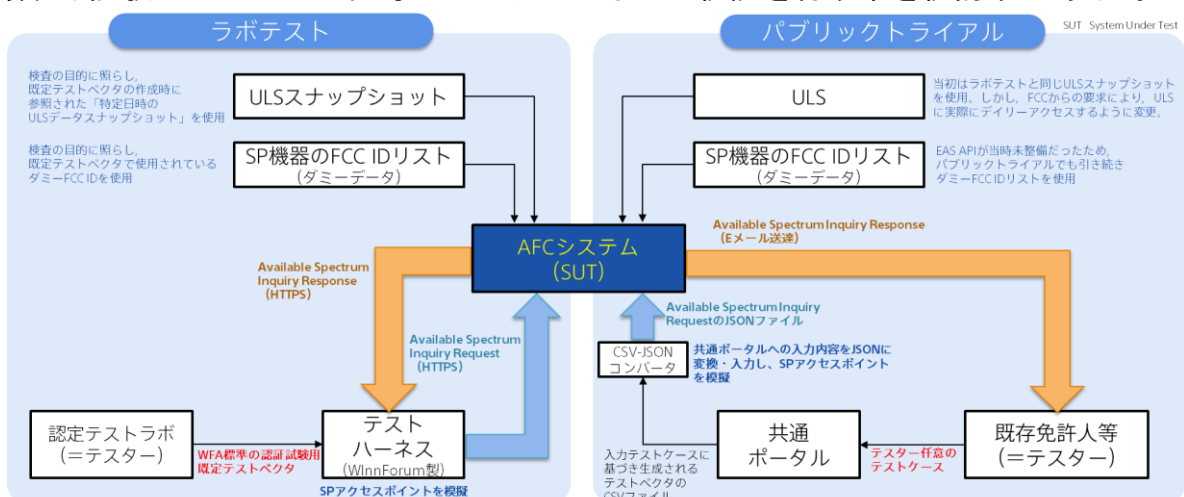 ラボテスト
パブリックトライアル
SUT System Under Test
検査の目的に照らし,
既定テストベクタの作成時に
参照された「特定日時の
ULSデータスナップショット」を使用
ULSスナップショット
ULS
当初はラボテストと同じULSスナップショット
を使用。しかし，FCCからの要求により，ULS
に実際にデイリーアクセスするように変更。
検査の目的に照らし,
既定テストベクタで使用されている
ダミーFCC IDを使用
SP機器のFCC IDリスト
（ダミーデータ）
SP機器のFCC IDリスト
（ダミーデータ）
EAS APIが当時未整備だったため,
パブリックトライアルでも引き続き
ダミーFCC IDリストを使用
AFCシステム
（SUT）
Available Spectrum Inquiry Response
（Eメール送達）
Available Spectrum
Inquiry Response
（HTTPS）
Available Spectrum
Inquiry Request
（HTTPS）
Available Spectrum Inquiry
RequestのJSONファイル
CSV-JSON
コンバータ
共通ポータルへの入力内容をJSONに
変換・入力し、SPアクセスポイント
を模擬
認定テストラボ
（=テスター）
WFA標準の認証試験用
既定テストベクタ
テスト
ハーネス
（WInnForum製）
SPアクセスポイントを模擬
入力テストケースに
基づき生成される
テストベクタの
CSVファイル
共通
ポータル
テスター任意の
テストケース
既存免許人等
（=テスター）